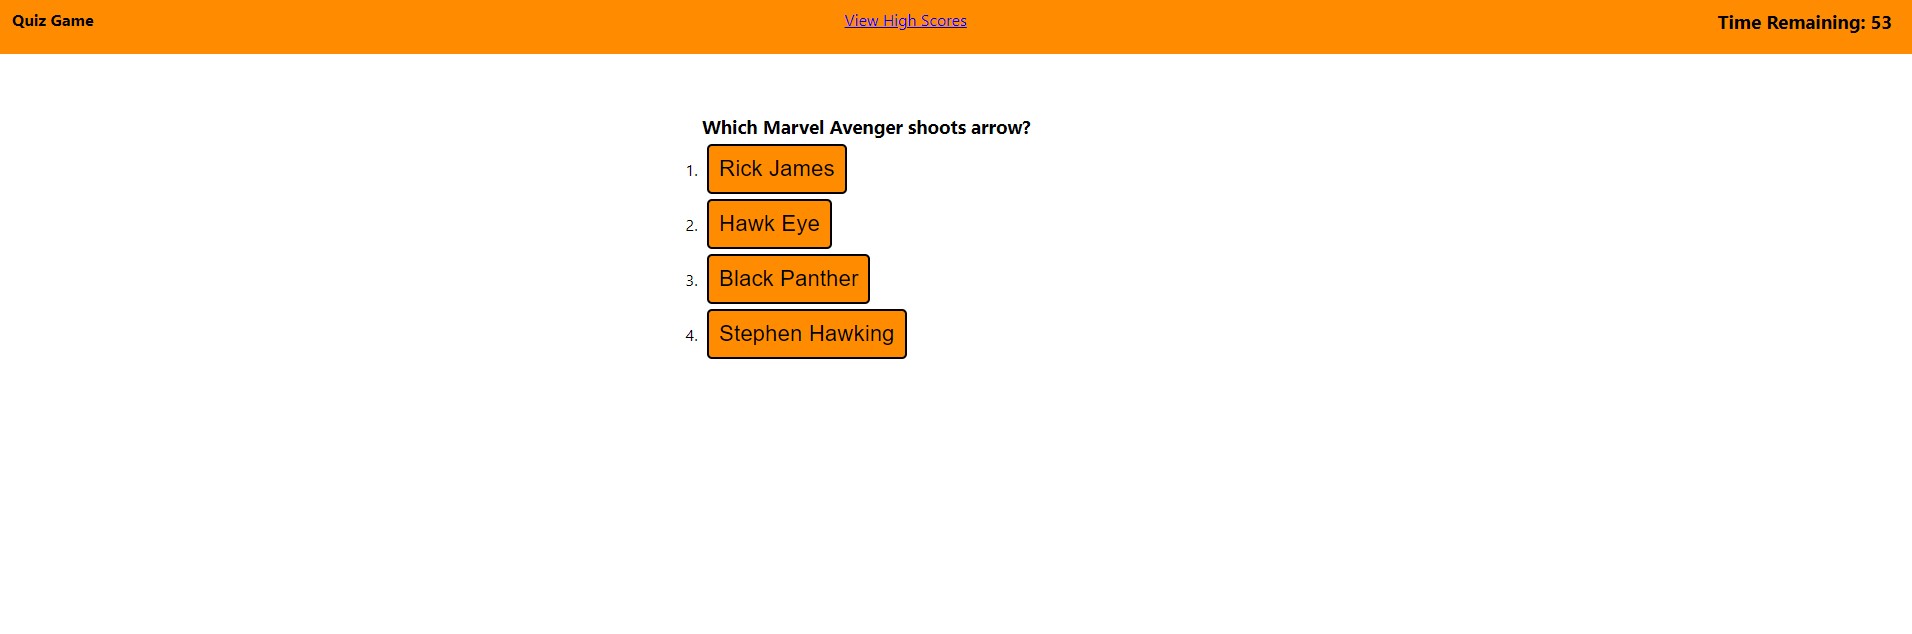 Quiz Game
View High Scores
Time Remaining: 53
Which Marvel Avenger shoots arrow?
1. Rick James
2. Hawk Eye
3. Black Panther
4. Stephen Hawking